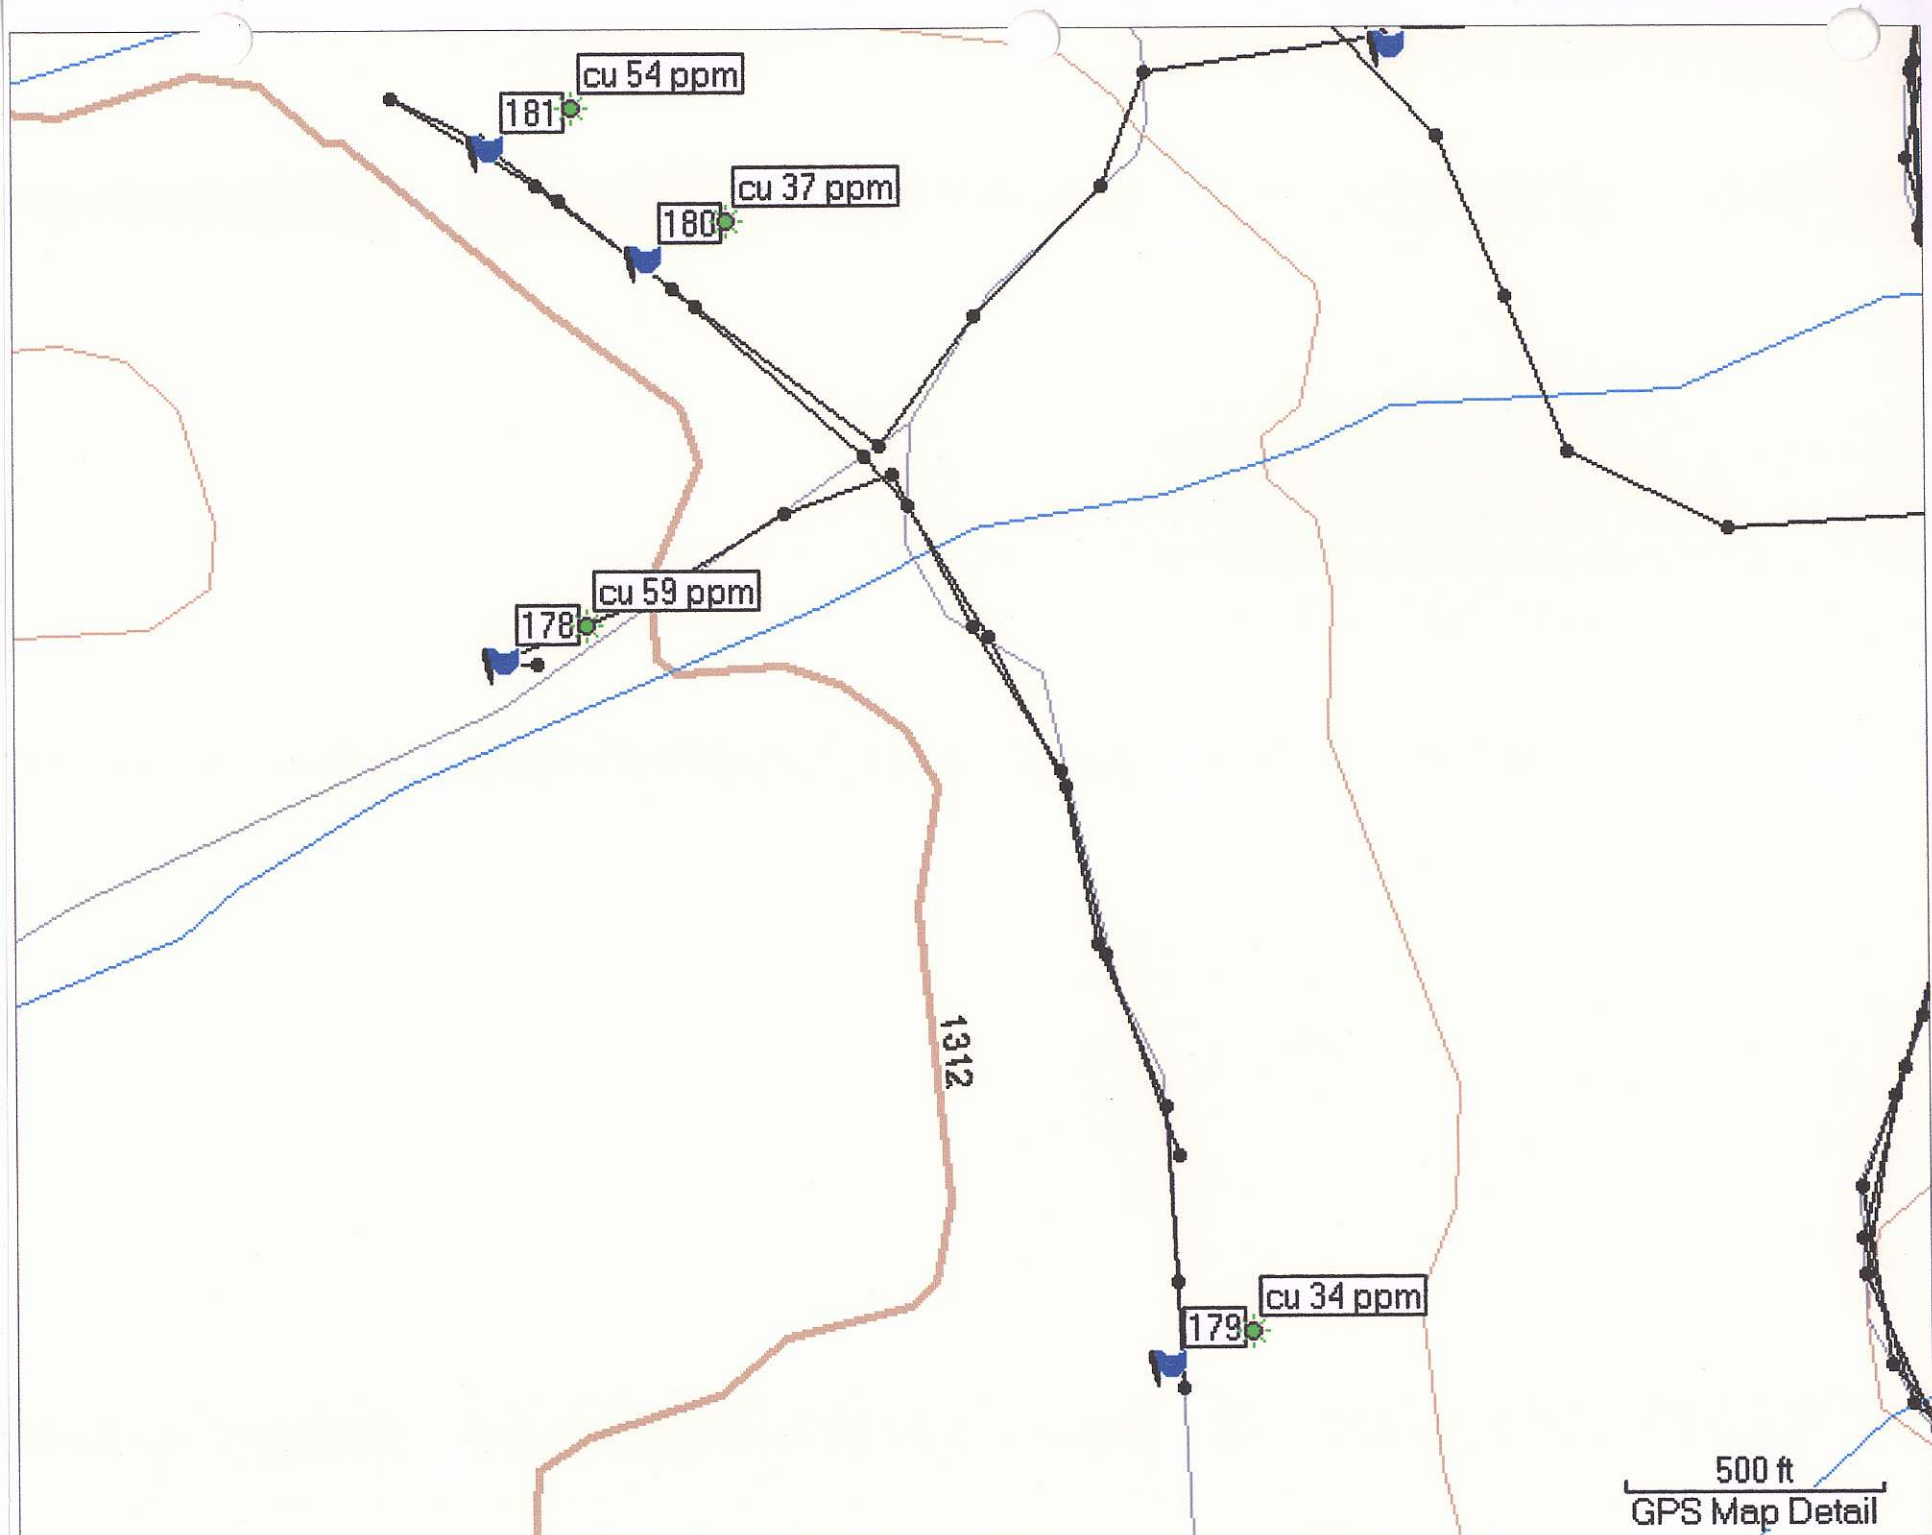 cu 54 ppm
181
cu 37 ppm
180
cu 59 ppm
178
1312
cu 34 ppm
179
500 ft
GPS Map Detail